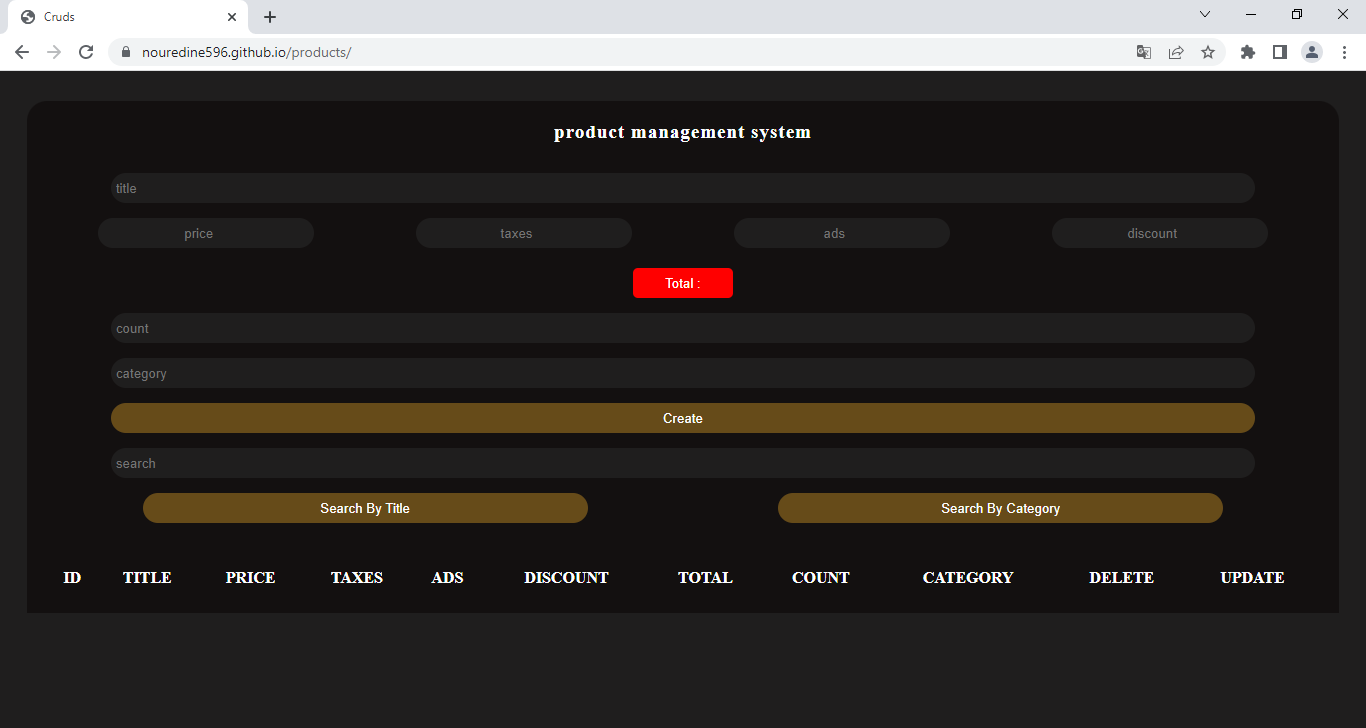 Cruds
nouredine596.github.io/products/
product management system
title
price taxes ads discount
Total :
count
category
Create
search
Search By Title Search By Category
ID TITLE PRICE TAXES ADS DISCOUNT TOTAL COUNT CATEGORY DELETE UPDATE